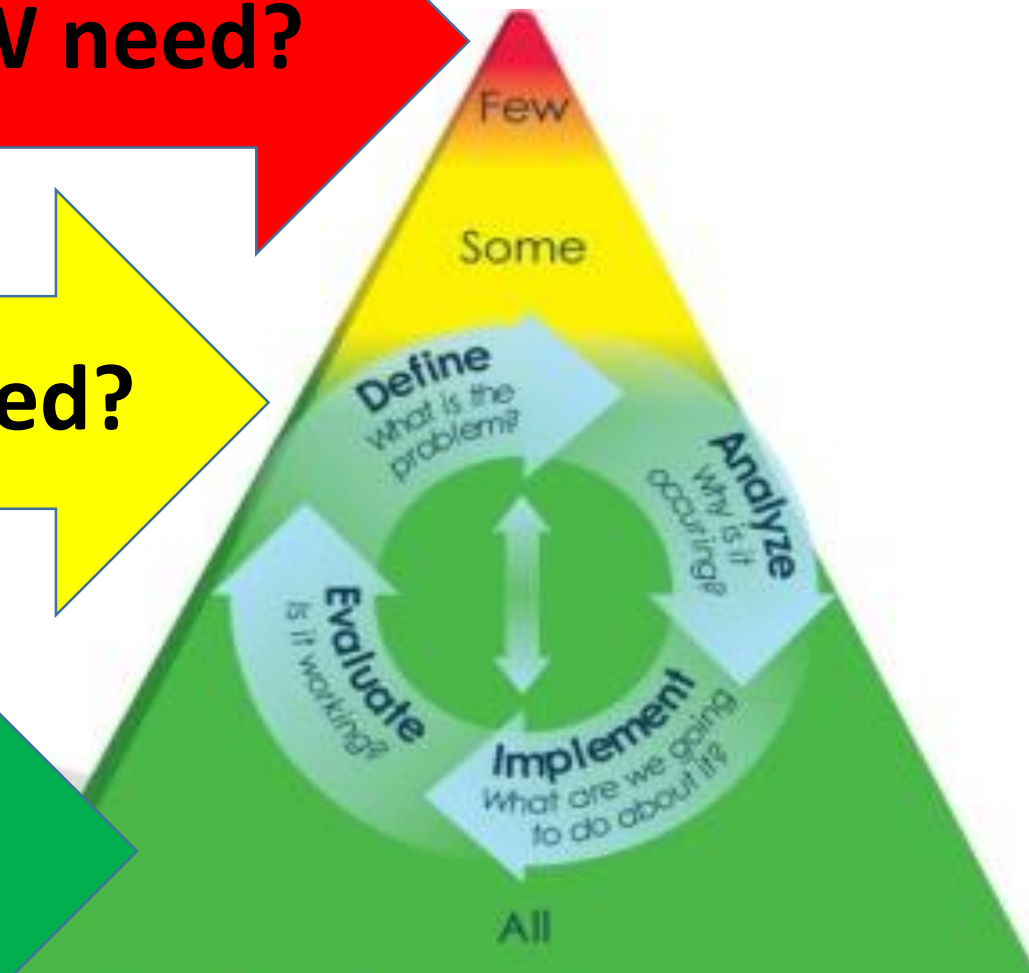 W need?
Few
Some
ed?
Define
What is the
problem?
Analyze
Why is it
occuring?
Implement
What are we going
to do about it?
Evaluate
Is it working?
All